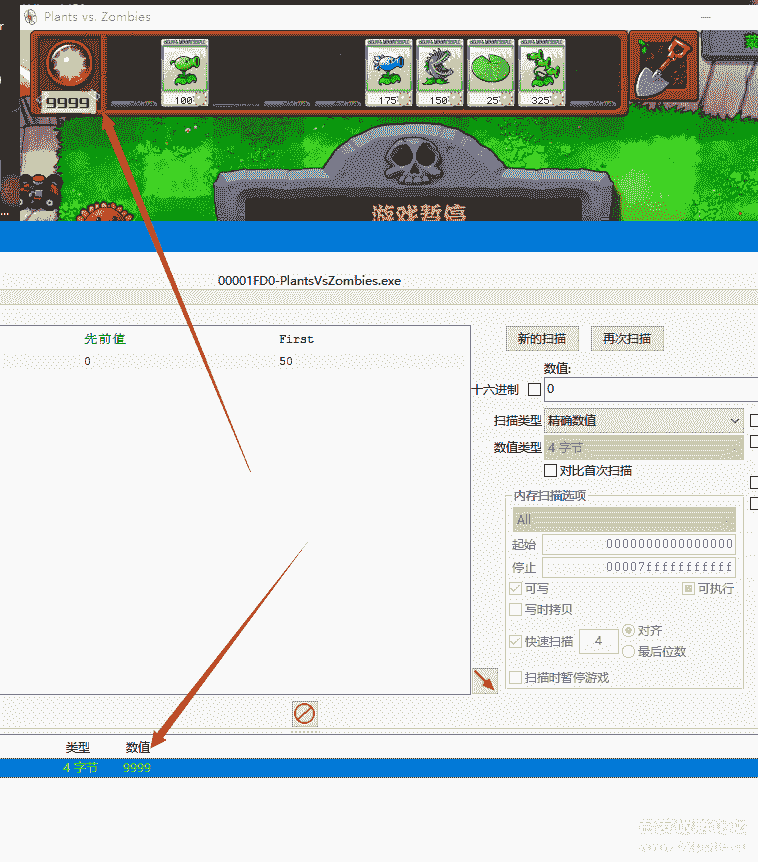 Plants vs. Zombies
9999
100
175
150
25
325
游戏暂停
00001FD0-PlantsVsZombies.exe
先前值 First
0 50
新的扫描 再次扫描
数值:
十六进制 0
扫描类型 精确数值
数值类型 4 字节
对比首次扫描
内存扫描选项
All
起始 0000000000000000
停止 00007fffffffffff
可写 可执行
写时拷贝
快速扫描 4 对齐
最后位数
扫描时暂停游戏
类型 数值
4 字节 9999